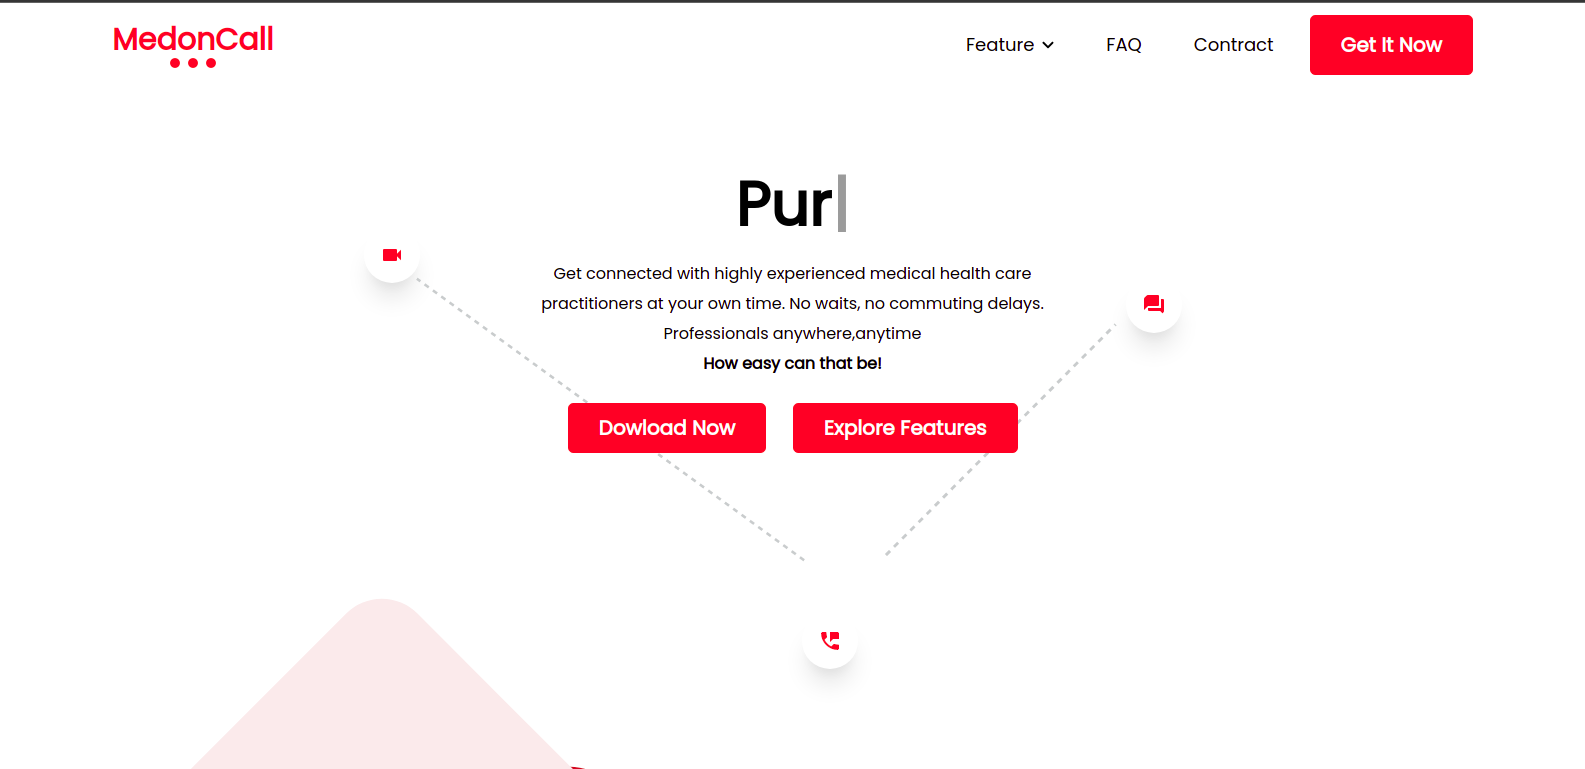 MedonCall
Feature
FAQ
Contract
Get It Now
Pur
Get connected with highly experienced medical health care
practitioners at your own time. No waits, no commuting delays.
Professionals anywhere,anytime
How easy can that be!
Dowload Now
Explore Features